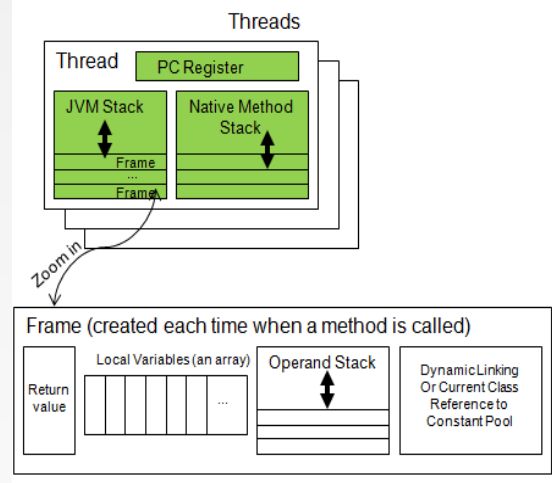 Threads
Thread
PC Register
JVM Stack
Frame
...
Frame
Native Method
Stack
Zoom in
Frame (created each time when a method is called)
Return
value
Local Variables (an array)
...
Operand Stack
Dynamic Linking
Or Current Class
Reference to
Constant Pool